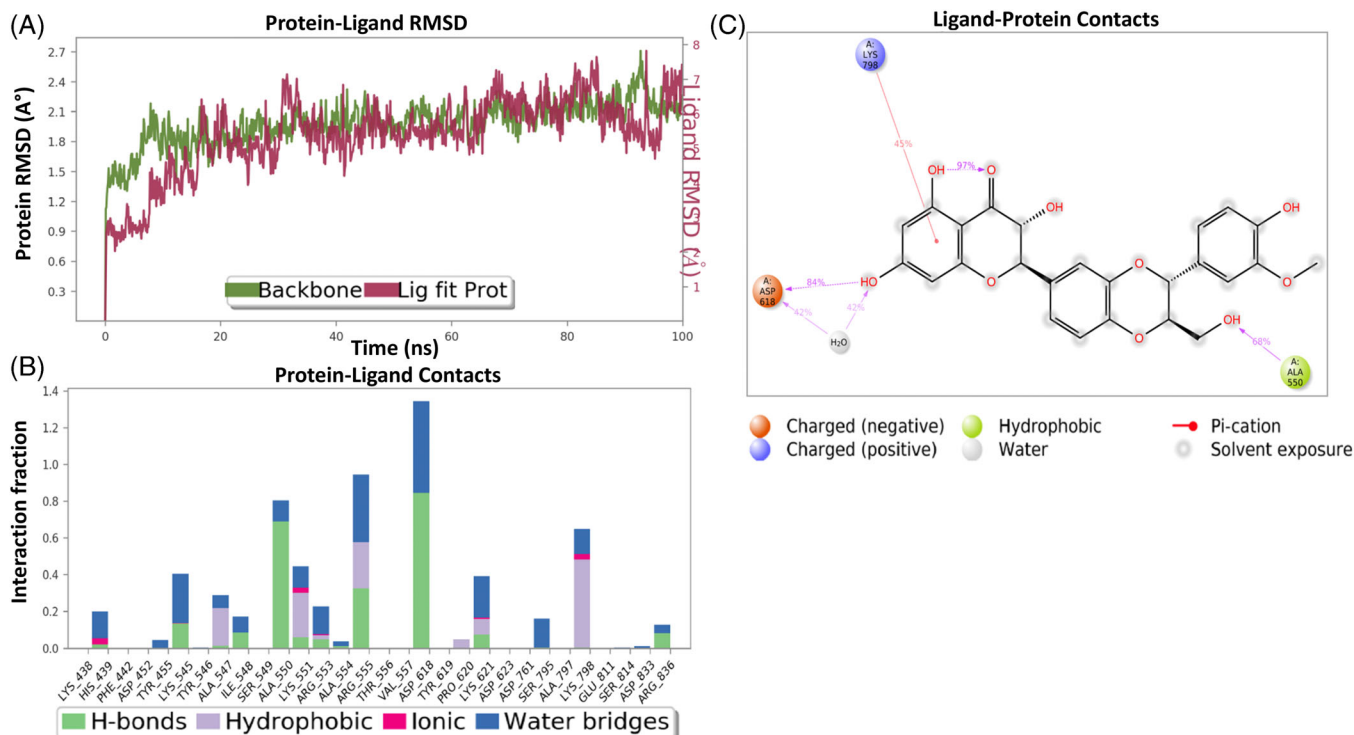 (A)
Protein-Ligand RMSD
Protein RMSD (A°)
2.7
2.4
2.1
1.8
1.5
1.2
0.9
0.6
0.3
8
7
6
5
4
3
2
1
Ligand RMSD (Å)
Backbone
Lig fit Prot
0
20
40
60
80
100
Time (ns)
(B)
Protein-Ligand Contacts
Interaction fraction
1.4
1.2
1.0
0.8
0.6
0.4
0.2
0.0
LYS_438
HIS_439
PHE_442
ASP_452
TYR_455
LYS_545
TYR_546
ALA_547
ILE_548
SER_549
ALA_550
LYS_551
ARG_553
ALA_554
ARG_555
THR_556
VAL_557
ASP_618
TYR_619
PRO_620
LYS_621
ASP_623
ASP_761
SER_795
ALA_797
LYS_798
GLU_811
SER_814
ASP_833
ARG_836
H-bonds
Hydrophobic
Ionic
Water bridges
(C)
Ligand-Protein Contacts
A:
LYS
798
45%
OH
97%
O
OH
OH
O
O
HO
84%
A:
ASP
618
42%
42%
H₂O
O
O
OH
68%
A:
ALA
550
Charged (negative)
Hydrophobic
Pi-cation
Charged (positive)
Water
Solvent exposure